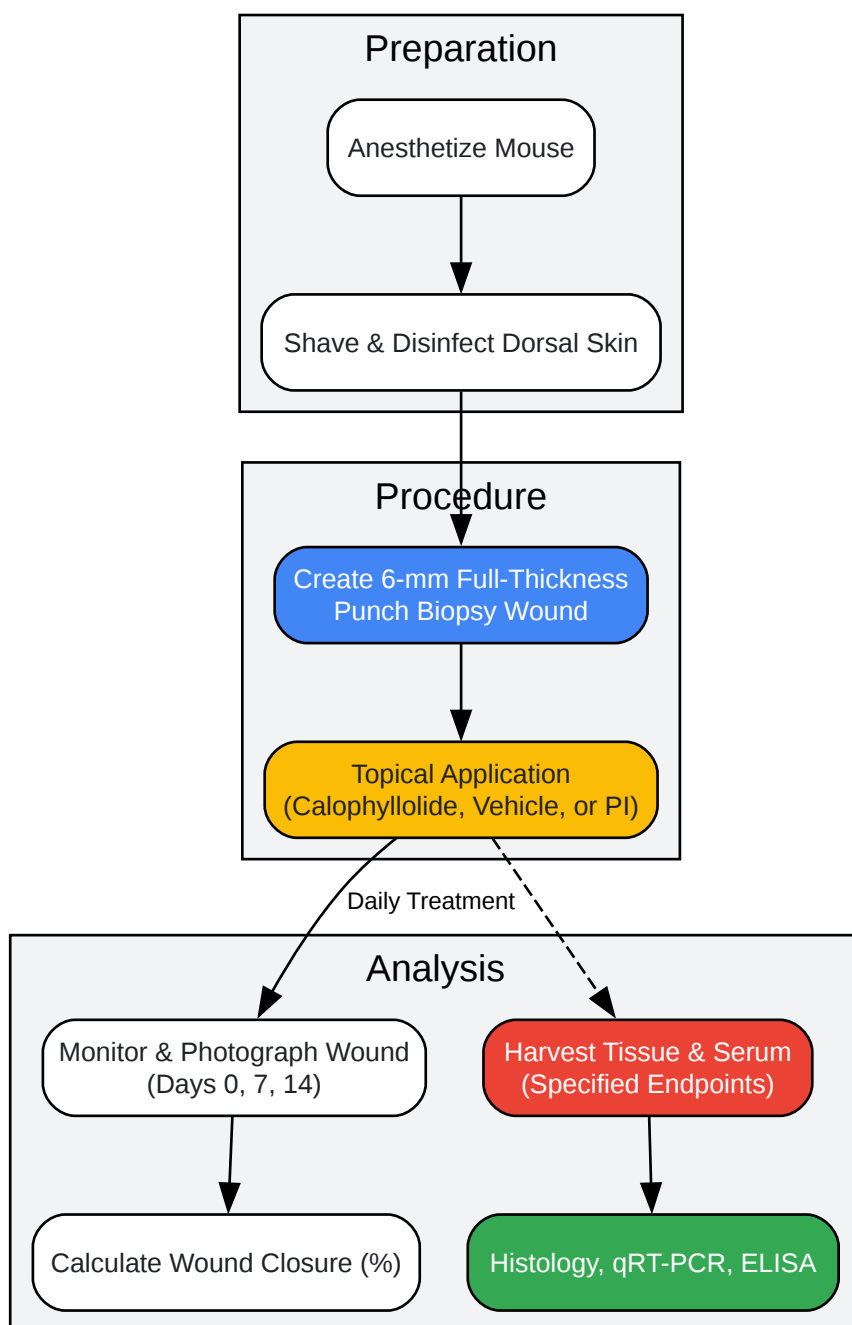 Preparation
Anesthetize Mouse
Shave & Disinfect Dorsal Skin
Procedure
Create 6-mm Full-Thickness
Punch Biopsy Wound
Topical Application
(Calophyllolide, Vehicle, or PI)
Daily Treatment
Analysis
Monitor & Photograph Wound
(Days 0, 7, 14)
Harvest Tissue & Serum
(Specified Endpoints)
Calculate Wound Closure (%)
Histology, qRT-PCR, ELISA